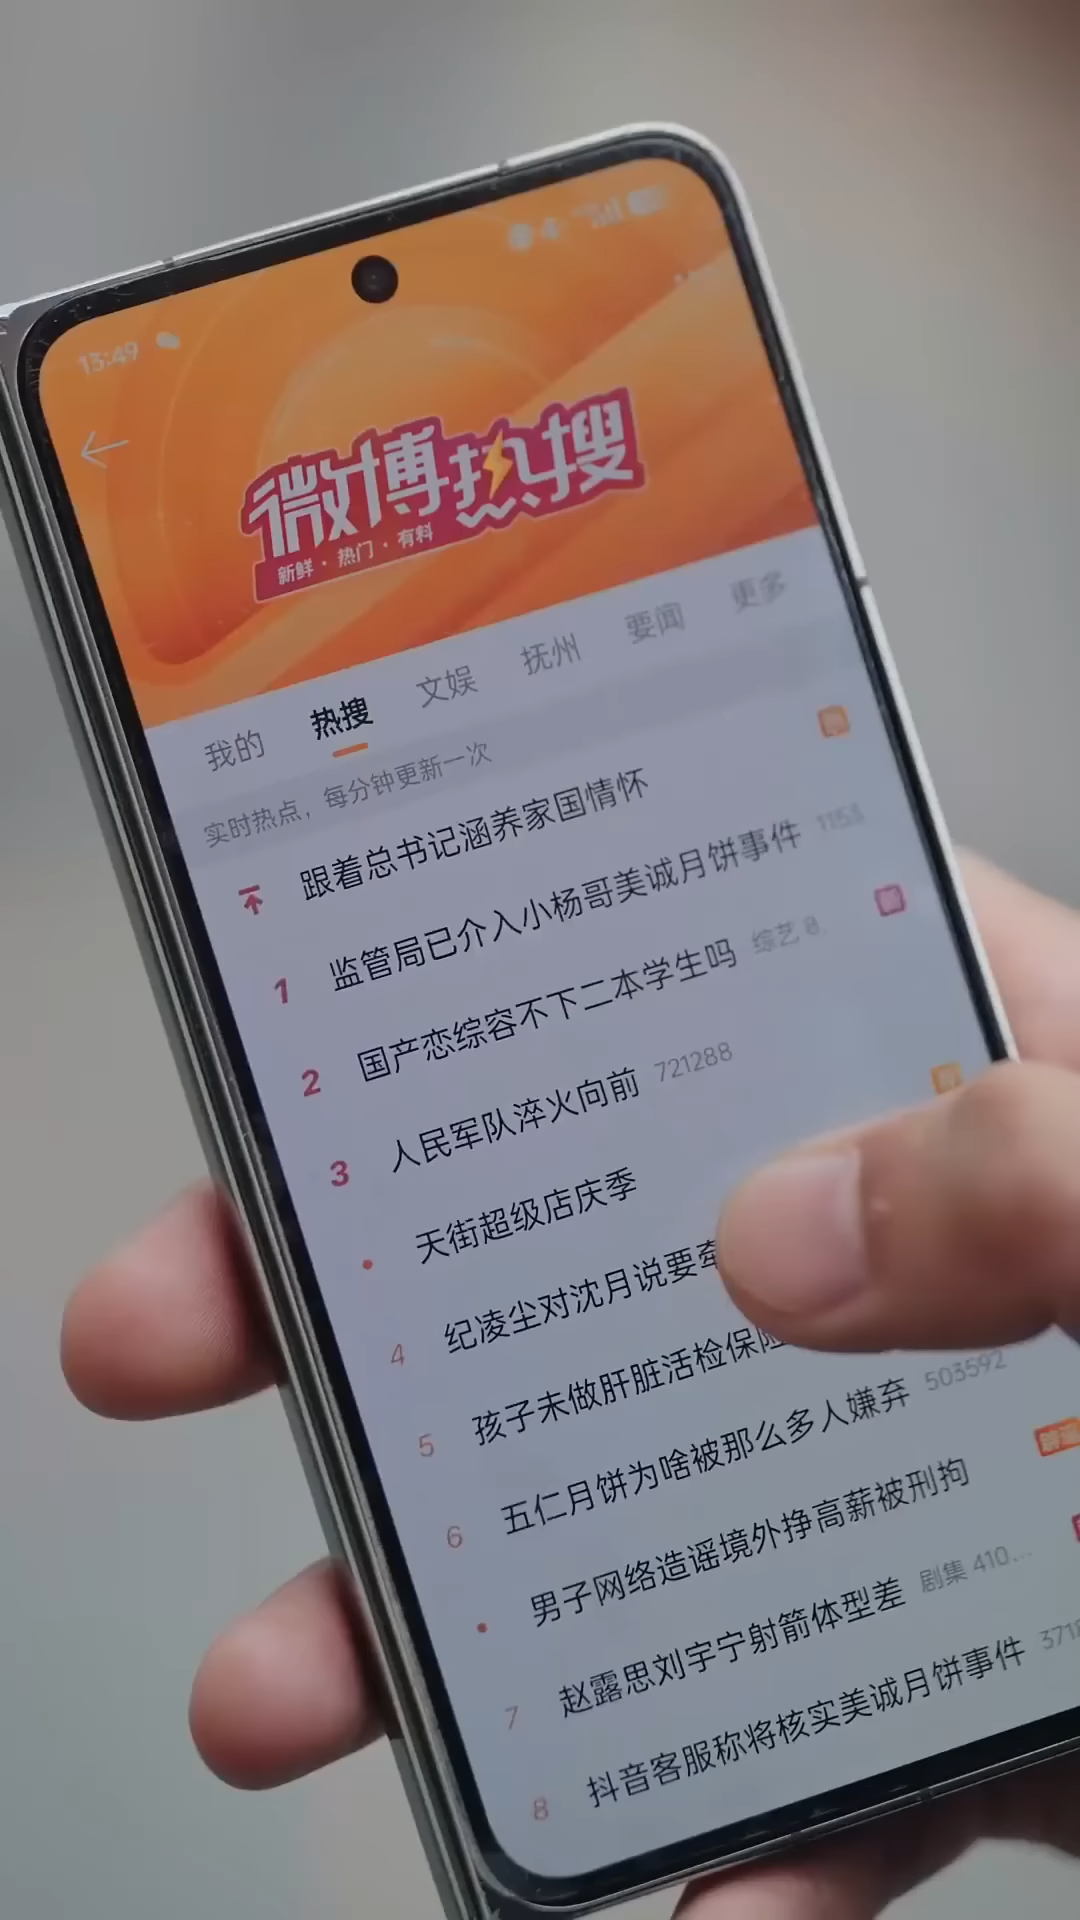 13:49
微博热搜
新鲜·热门·有料
我的 热搜 文娱 抚州 要闻 更多
实时热点，每分钟更新一次
跟着总书记涵养家国情怀
1 监管局已介入小杨哥美诚月饼事件 1153
2 国产恋综容不下二本学生吗 综艺 8
3 人民军队淬火向前 721288
• 天街超级店庆季
4 纪凌尘对沈月说要牵
5 孩子未做肝脏活检保险
6 五仁月饼为啥被那么多人嫌弃 503592
• 男子网络造谣境外挣高薪被刑拘
7 赵露思刘宇宁射箭体型差 剧集 410...
8 抖音客服称将核实美诚月饼事件 371